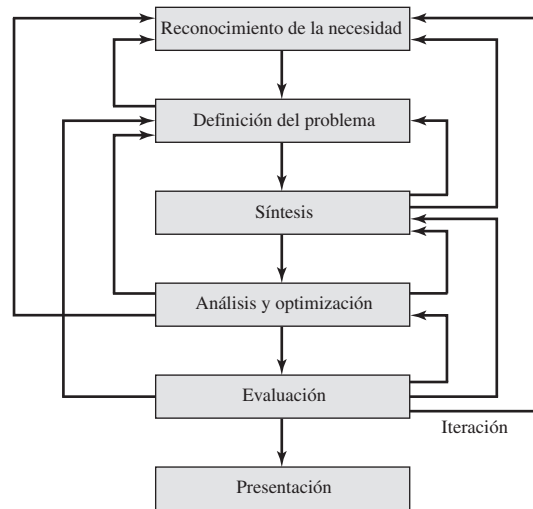 Reconocimiento de la necesidad
Definición del problema
Síntesis
Análisis y optimización
Evaluación
Iteración
Presentación